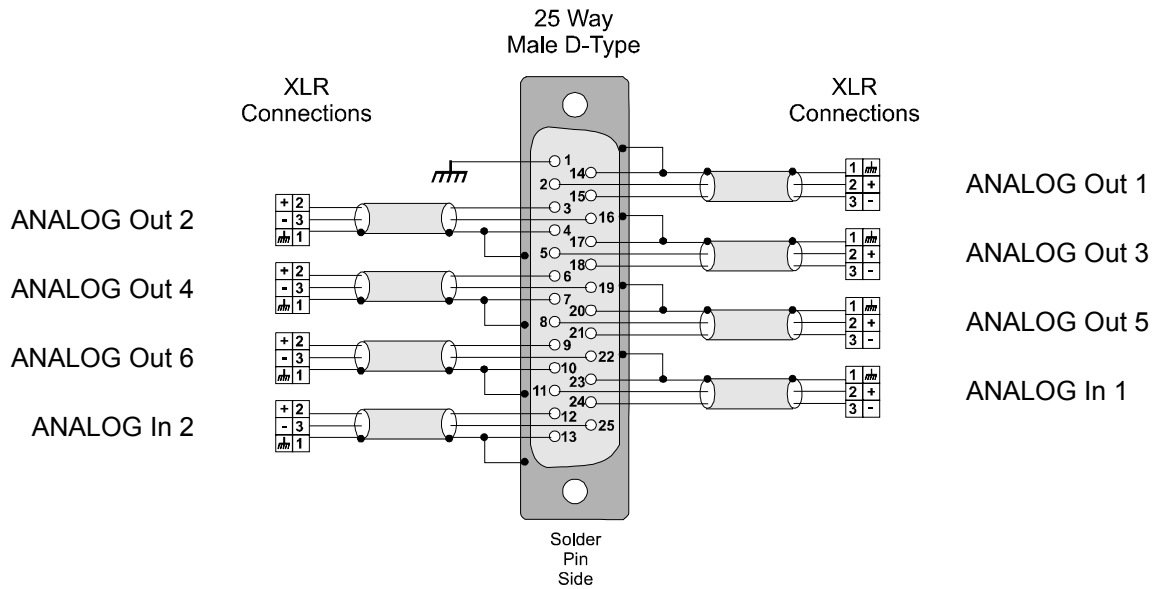 25 Way
Male D-Type
XLR
Connections
XLR
Connections
ANALOG Out 2
+ 2
- 3
1
ANALOG Out 4
+ 2
- 3
1
ANALOG Out 6
+ 2
- 3
1
ANALOG In 2
+ 2
- 3
1
1
14
2
15
3
16
4
17
5
18
6
19
7
20
8
21
9
22
10
23
11
24
12
25
13
1
2 +
3 -
ANALOG Out 1
1
2 +
3 -
ANALOG Out 3
1
2 +
3 -
ANALOG Out 5
1
2 +
3 -
ANALOG In 1
Solder
Pin
Side